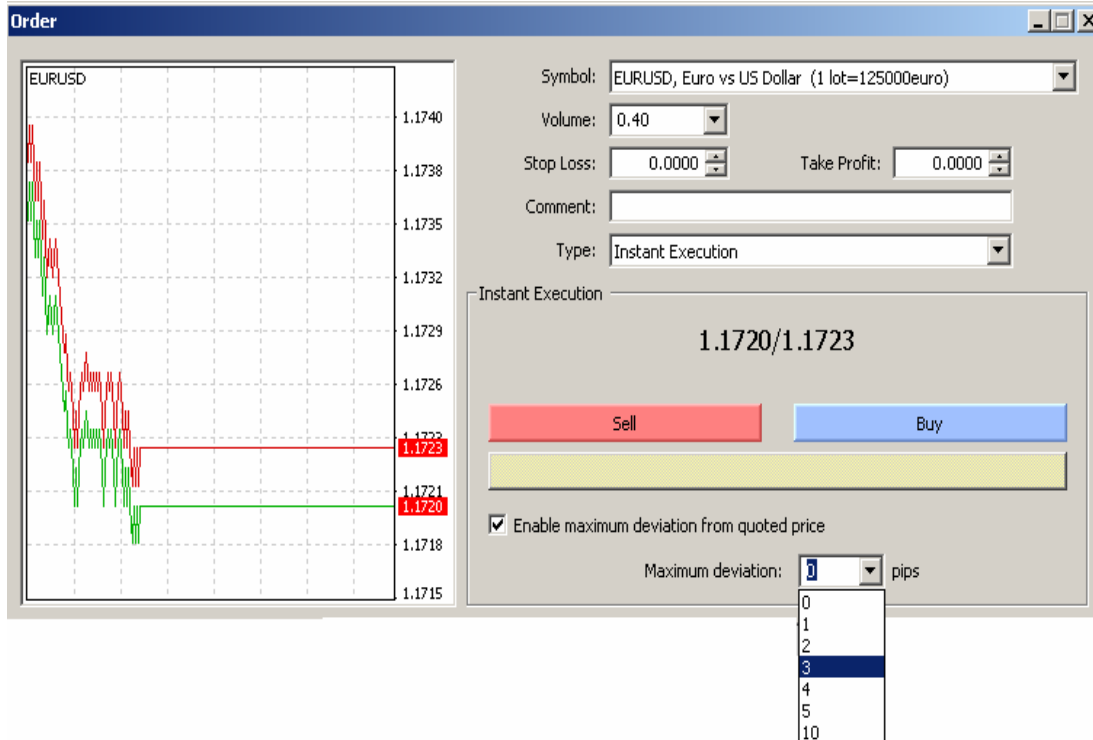 Order
EURUSD
1.1740
1.1738
1.1735
1.1732
1.1729
1.1726
1.1723
1.1721
1.1720
1.1718
1.1715
Symbol: EURUSD, Euro vs US Dollar (1 lot=125000euro)
Volume: 0.40
Stop Loss: 0.0000 Take Profit: 0.0000
Comment:
Type: Instant Execution
Instant Execution
1.1720/1.1723
Sell Buy
Enable maximum deviation from quoted price
Maximum deviation: 0 pips
0
1
2
3
4
5
10